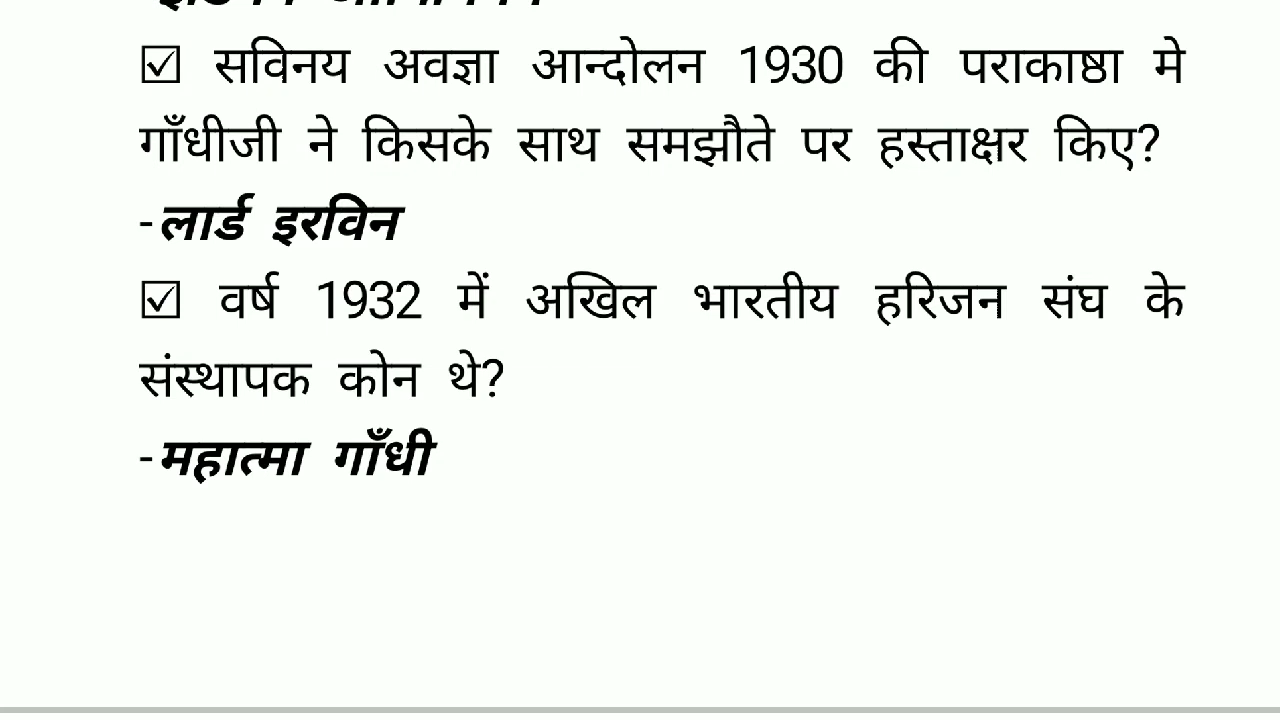 ☑ सविनय अवज्ञा आन्दोलन 1930 की पराकाष्ठा मे
गाँधीजी ने किसके साथ समझौते पर हस्ताक्षर किए?
-लार्ड इरविन
☑ वर्ष 1932 में अखिल भारतीय हरिजन संघ के
संस्थापक कोन थे?
-महात्मा गाँधी